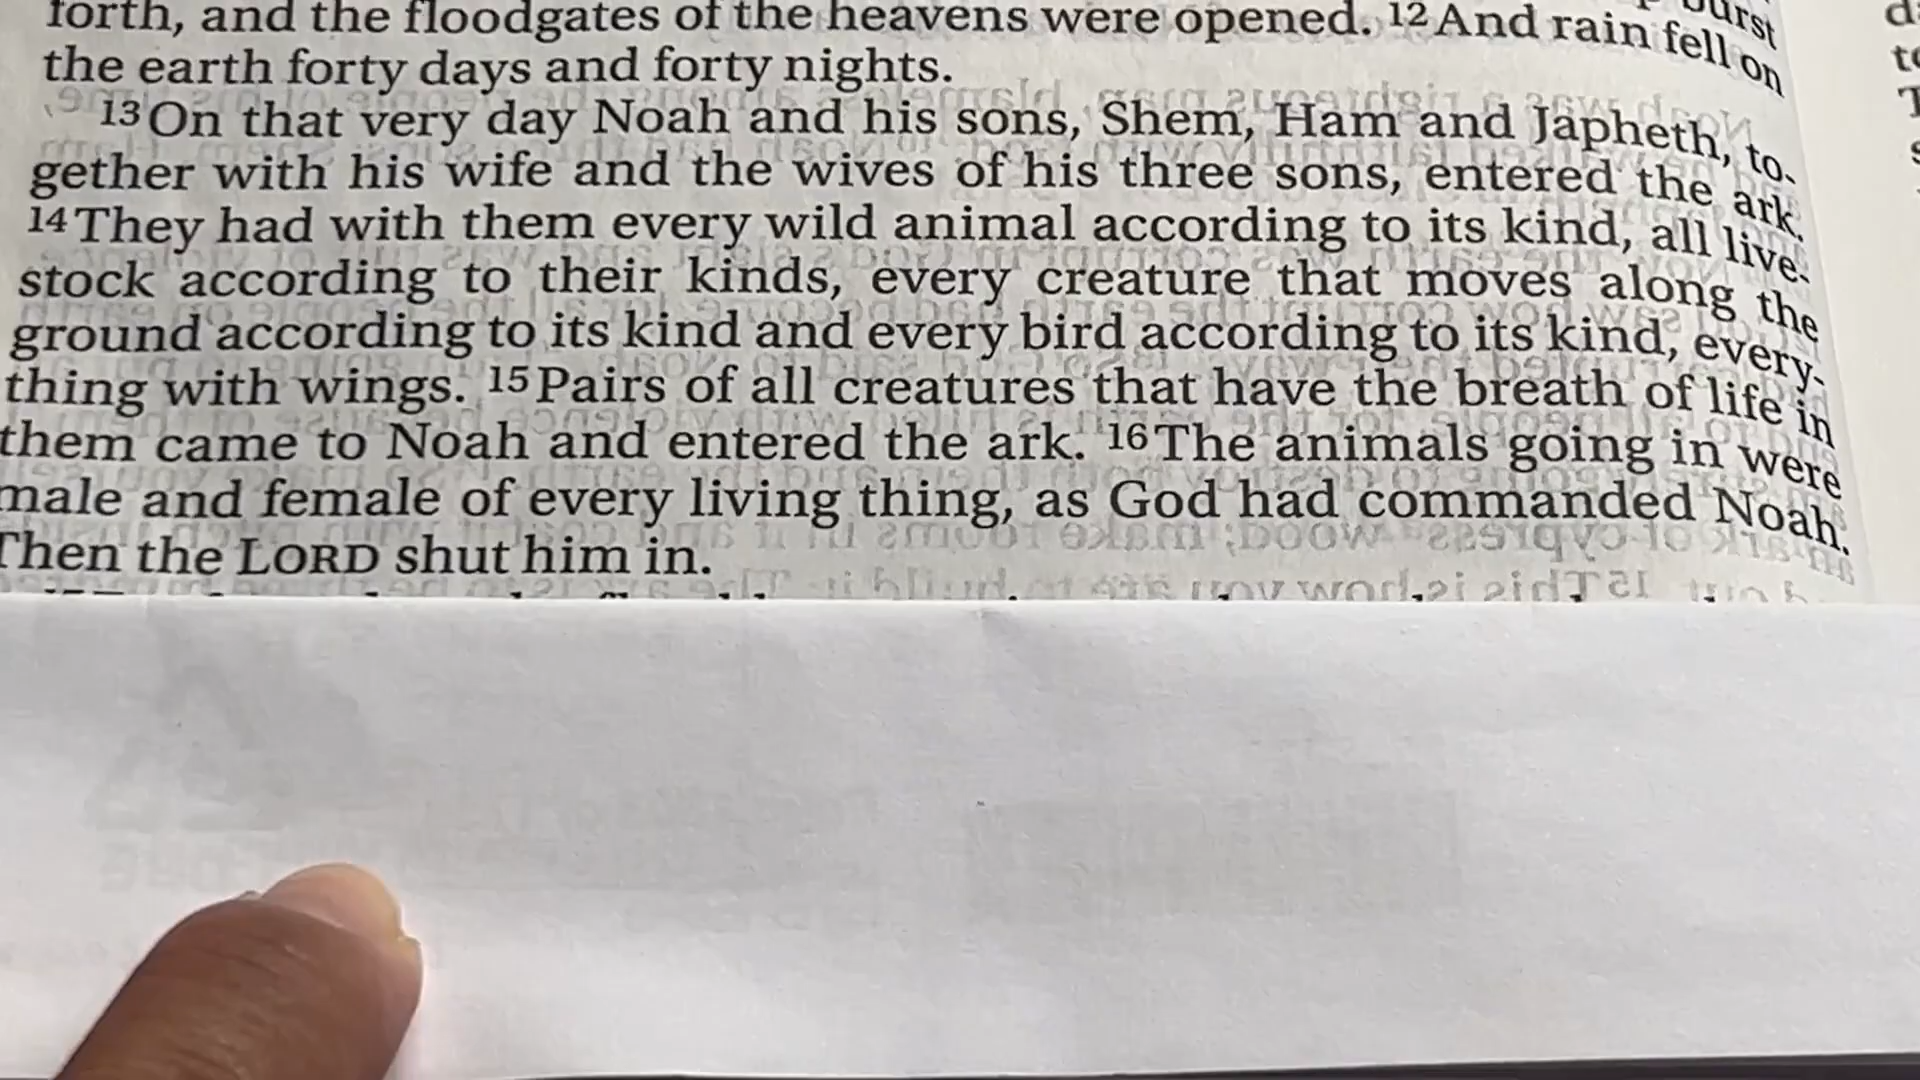 burst
forth, and the floodgates of the heavens were opened. 12 And rain fell on
the earth forty days and forty nights.
13 On that very day Noah and his sons, Shem, Ham and Japheth, to-
gether with his wife and the wives of his three sons, entered the ark.
14 They had with them every wild animal according to its kind, all live-
stock according to their kinds, every creature that moves along the
ground according to its kind and every bird according to its kind, every-
thing with wings. 15 Pairs of all creatures that have the breath of life in
them came to Noah and entered the ark. 16 The animals going in were
male and female of every living thing, as God had commanded Noah.
Then the LORD shut him in.